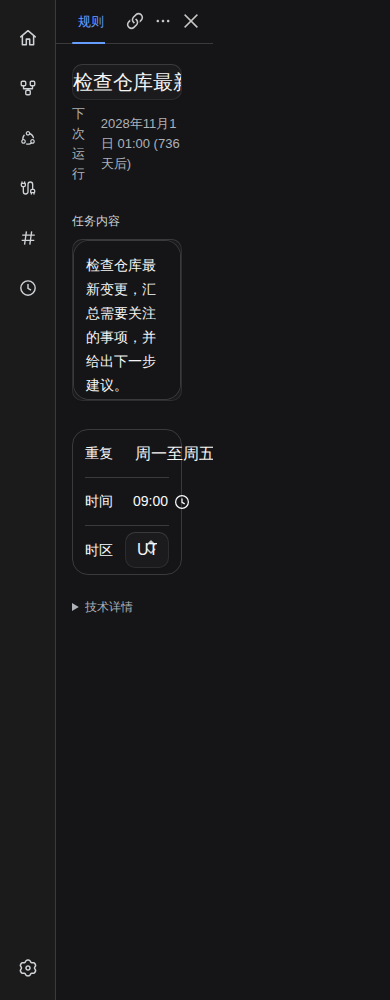 规则
检查仓库最
下次运行
2028年11月1
日 01:00 (736
天后)
任务内容
检查仓库最
新变更，汇
总需要关注
的事项，并
给出下一步
建议。
重复 周一至周五
时间 09:00
时区
技术详情